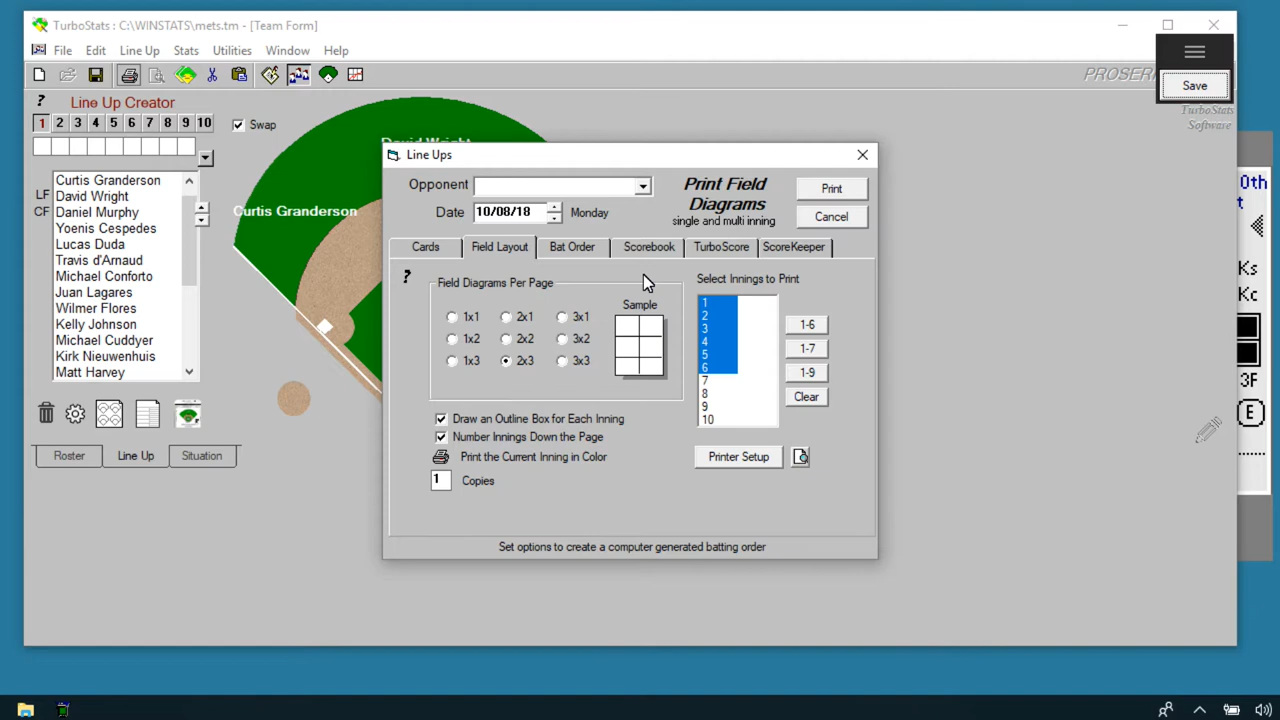 TurboStats : C:\WINSTATS\mets.tm - [Team Form]
File Edit Line Up Stats Utilities Window Help
Save
TurboStats
Software
? Line Up Creator
1 2 3 4 5 6 7 8 9 10
Swap
LF
CF
Curtis Granderson
David Wright
Daniel Murphy
Yoenis Cespedes
Lucas Duda
Travis d'Arnaud
Michael Conforto
Juan Lagares
Wilmer Flores
Kelly Johnson
Michael Cuddyer
Kirk Nieuwenhuis
Matt Harvey
David Wright
Curtis Granderson
Roster Line Up Situation
Line Ups
Opponent
Date 10/08/18 Monday
Print Field
Diagrams
single and multi inning
Print
Cancel
Cards Field Layout Bat Order Scorebook TurboScore ScoreKeeper
?
Field Diagrams Per Page
1x1 2x1 3x1
1x2 2x2 3x2
1x3 2x3 3x3
Sample
Select Innings to Print
1
2
3
4
5
6
7
8
9
10
1-6
1-7
1-9
Clear
Draw an Outline Box for Each Inning
Number Innings Down the Page
Print the Current Inning in Color
1 Copies
Printer Setup
Set options to create a computer generated batting order
0th
t
Ks
Kc
3F
E